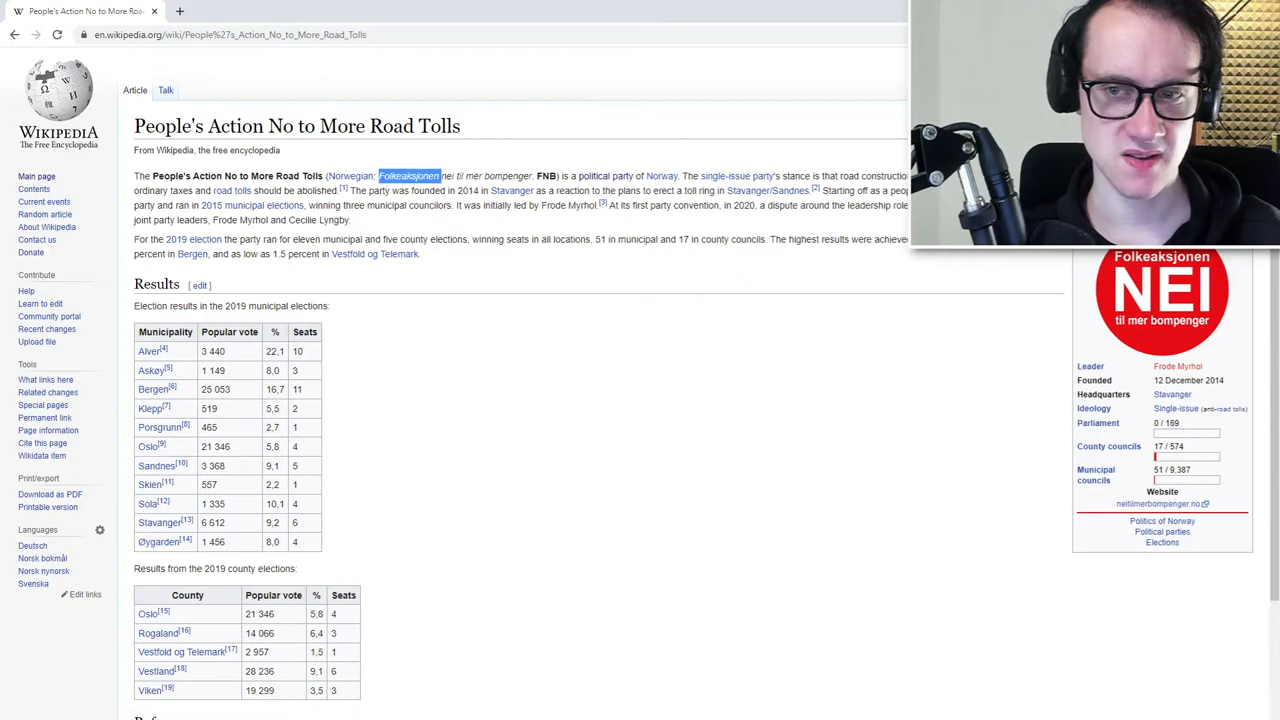 People's Action No to More Road
en.wikipedia.org/wiki/People%27s_Action_No_to_More_Road_Tolls
WIKIPEDIA
The Free Encyclopedia
Main page
Contents
Current events
Random article
About Wikipedia
Contact us
Donate
Contribute
Help
Learn to edit
Community portal
Recent changes
Upload file
Tools
What links here
Related changes
Special pages
Permanent link
Page information
Cite this page
Wikidata item
Print/export
Download as PDF
Printable version
Languages
Deutsch
Norsk bokmål
Norsk nynorsk
Svenska
Edit links
Article Talk
People's Action No to More Road Tolls
From Wikipedia, the free encyclopedia
The People's Action No to More Road Tolls (Norwegian: Folkeaksjonen nei til mer bompenger, FNB) is a political party of Norway. The single-issue party's stance is that road
ordinary taxes and road tolls should be abolished.[1] The party was founded in 2014 in Stavanger as a reaction to the plans to erect a toll ring in Stavanger/Sandnes.[2] Starting off as a
party and ran in 2015 municipal elections, winning three municipal councilors. It was initially led by Frode Myrhol.[3] At its first party convention, in 2020, a dispute around the leadership
joint party leaders, Frode Myrhol and Cecilie Lyngby.
For the 2019 election the party ran for eleven municipal and five county elections, winning seats in all locations, 51 in municipal and 17 in county councils. The highest results were
percent in Bergen, and as low as 1.5 percent in Vestfold og Telemark.
Results [ edit ]
Election results in the 2019 municipal elections:
Municipality Popular vote % Seats
Alver[4] 3 440 22,1 10
Askøy[5] 1 149 8,0 3
Bergen[6] 25 053 16,7 11
Klepp[7] 519 5,5 2
Porsgrunn[8] 465 2,7 1
Oslo[9] 21 346 5,8 4
Sandnes[10] 3 368 9,1 5
Skien[11] 557 2,2 1
Sola[12] 1 335 10,1 4
Stavanger[13] 6 612 9,2 6
Øygarden[14] 1 456 8,0 4
Results from the 2019 county elections:
County Popular vote % Seats
Oslo[15] 21 346 5,8 4
Rogaland[16] 14 066 6,4 3
Vestfold og Telemark[17] 2 957 1,5 1
Vestland[18] 28 236 9,1 6
Viken[19] 19 299 3,5 3
Folkeaksjonen
NEI
til mer bompenger
Leader Frode Myrhol
Founded 12 December 2014
Headquarters Stavanger
Ideology Single-issue (anti-road tolls)
Parliament 0 / 169
County councils 17 / 574
Municipal councils 51 / 9,387
Website
neitilmerbompenger.no
Politics of Norway
Political parties
Elections